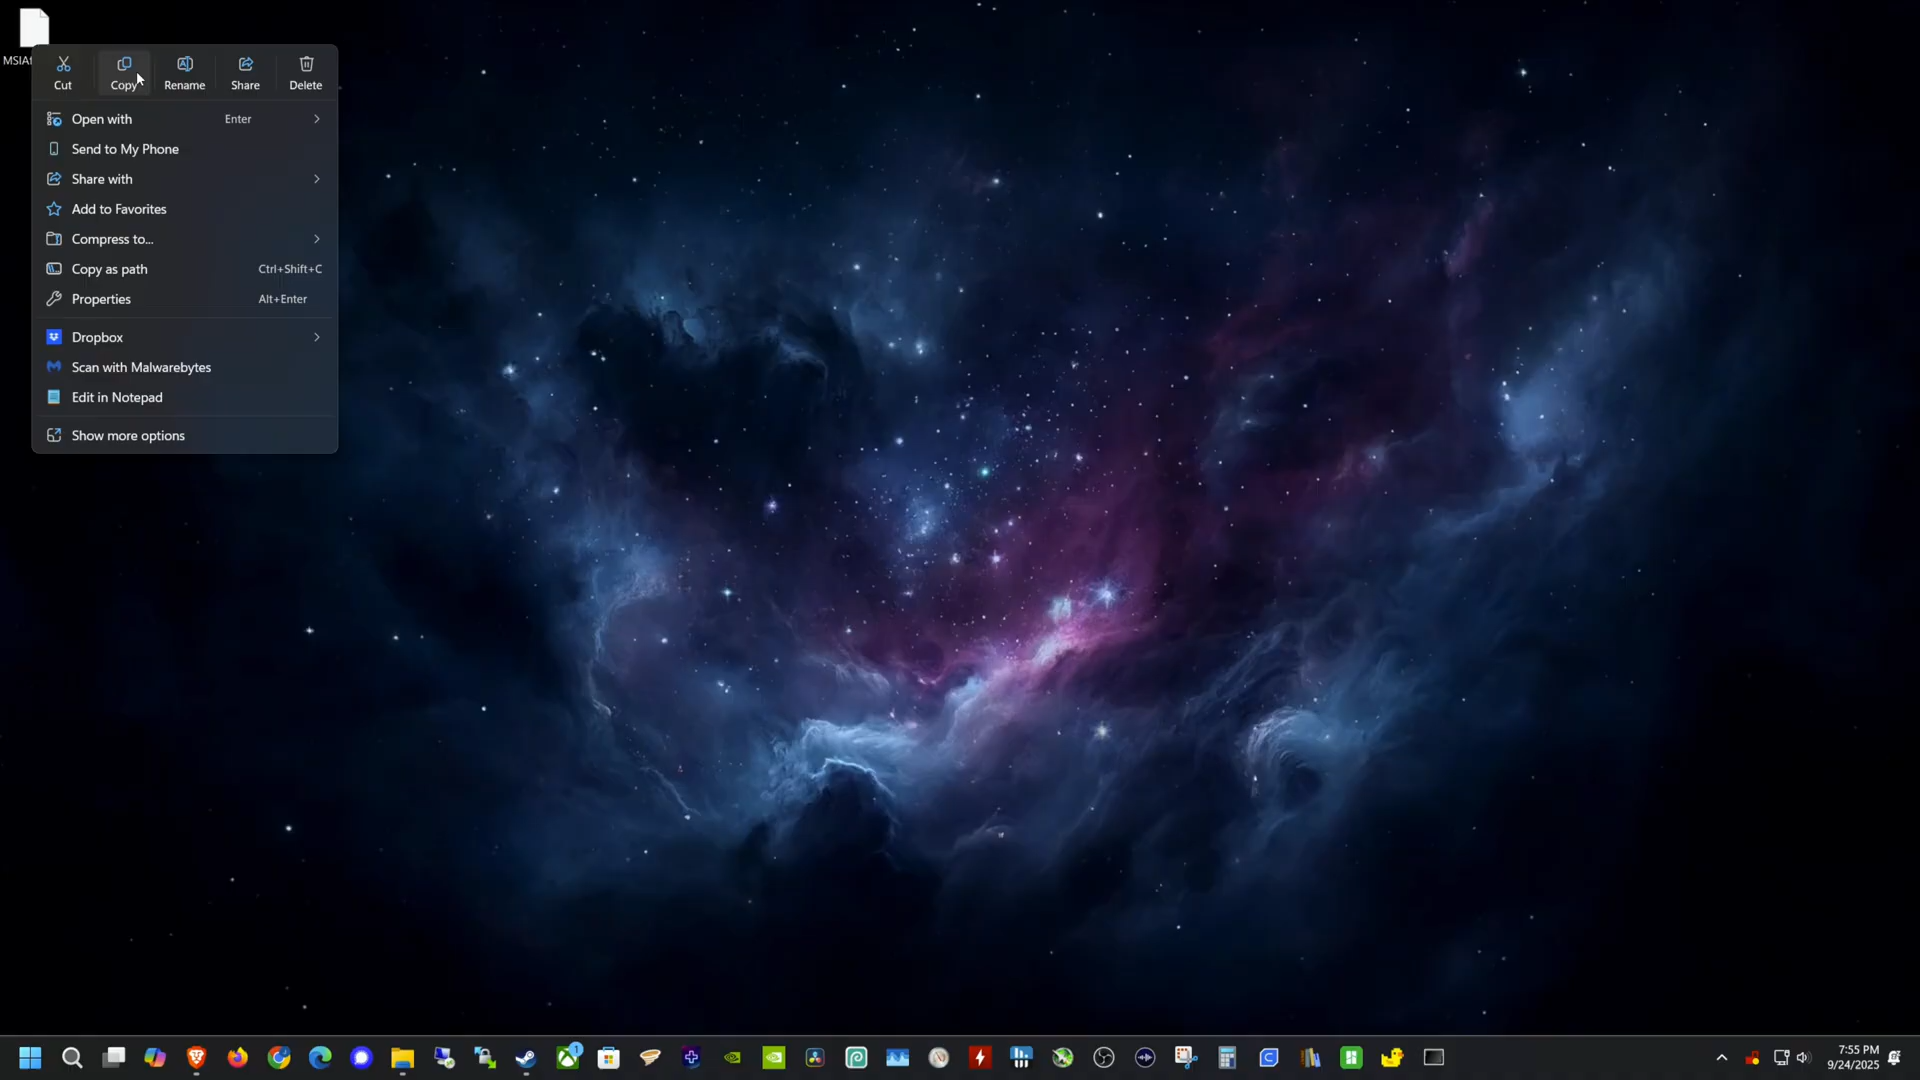 Cut Copy Rename Share Delete
Open with Enter
Send to My Phone
Share with
Add to Favorites
Compress to...
Copy as path Ctrl+Shift+C
Properties Alt+Enter
Dropbox
Scan with Malwarebytes
Edit in Notepad
Show more options
1
7:55 PM
9/24/2025